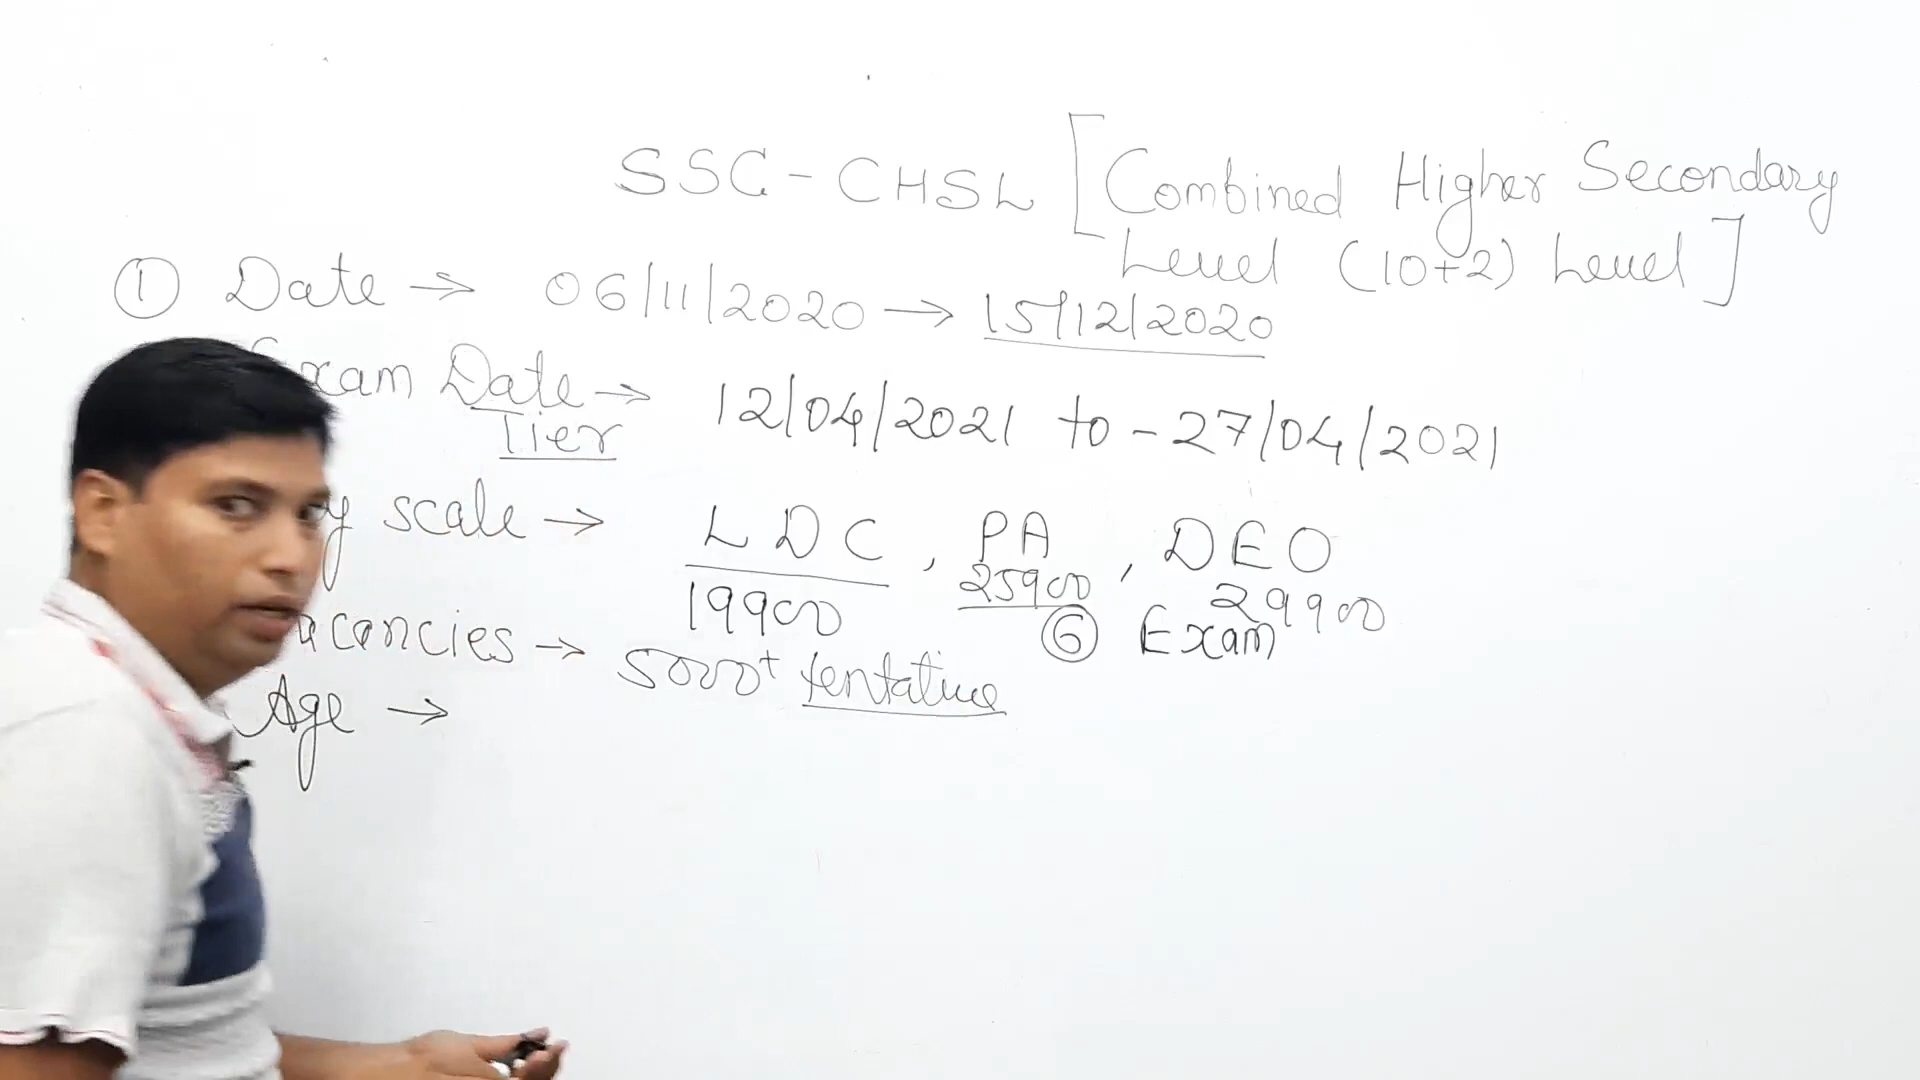 SSC - CHSL [Combined Higher Secondary
Level (10+2) Level]
① Date → 06/11/2020 → 15/12/2020
Exam Date → 12/04/2021 to - 27/04/2021
Tier
scale → LDC, PA, DEO
19900 25900 29900
⑥ Exam
→ 5000+ tentative
Age →